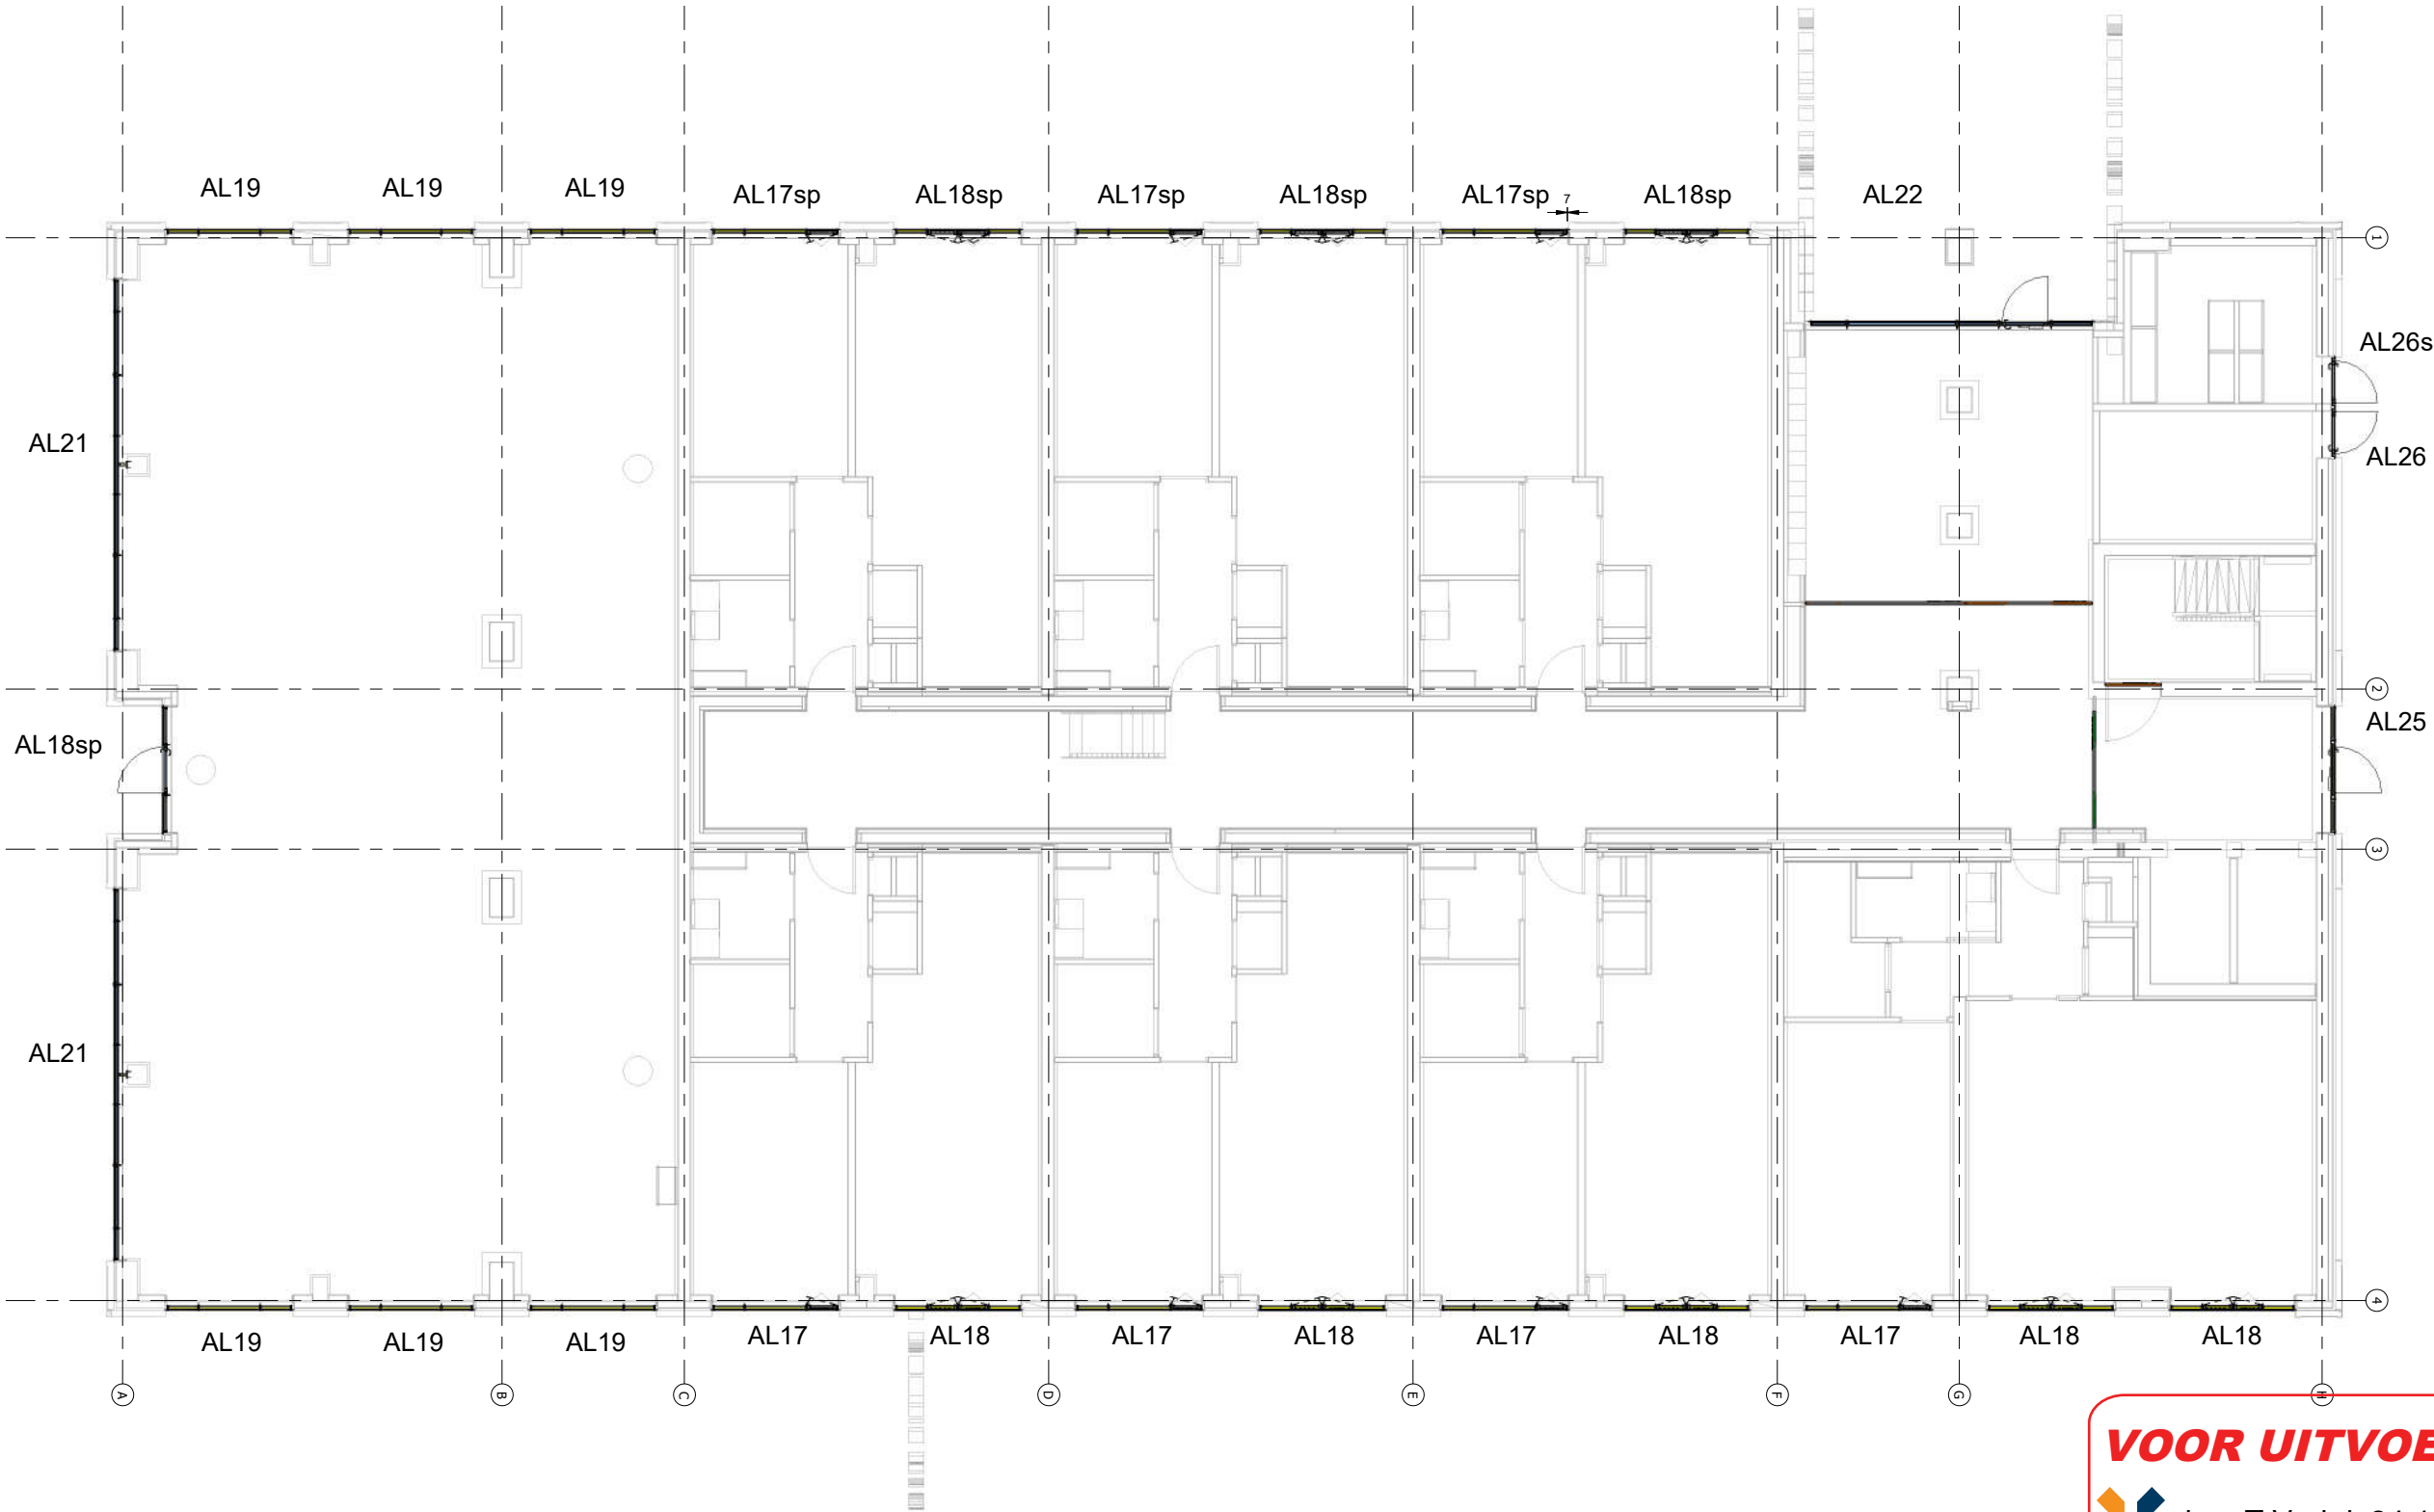 AL19 AL19 AL19 AL17sp AL18sp AL17sp AL18sp AL17sp 7 AL18sp AL22
1
AL26s
AL21
AL26
2
AL18sp
AL25
3
AL21
4
AL19 AL19 AL19 AL17 AL18 AL17 AL18 AL17 AL18 AL17 AL18 AL18
A B C D E F G H
VOOR UITVOE